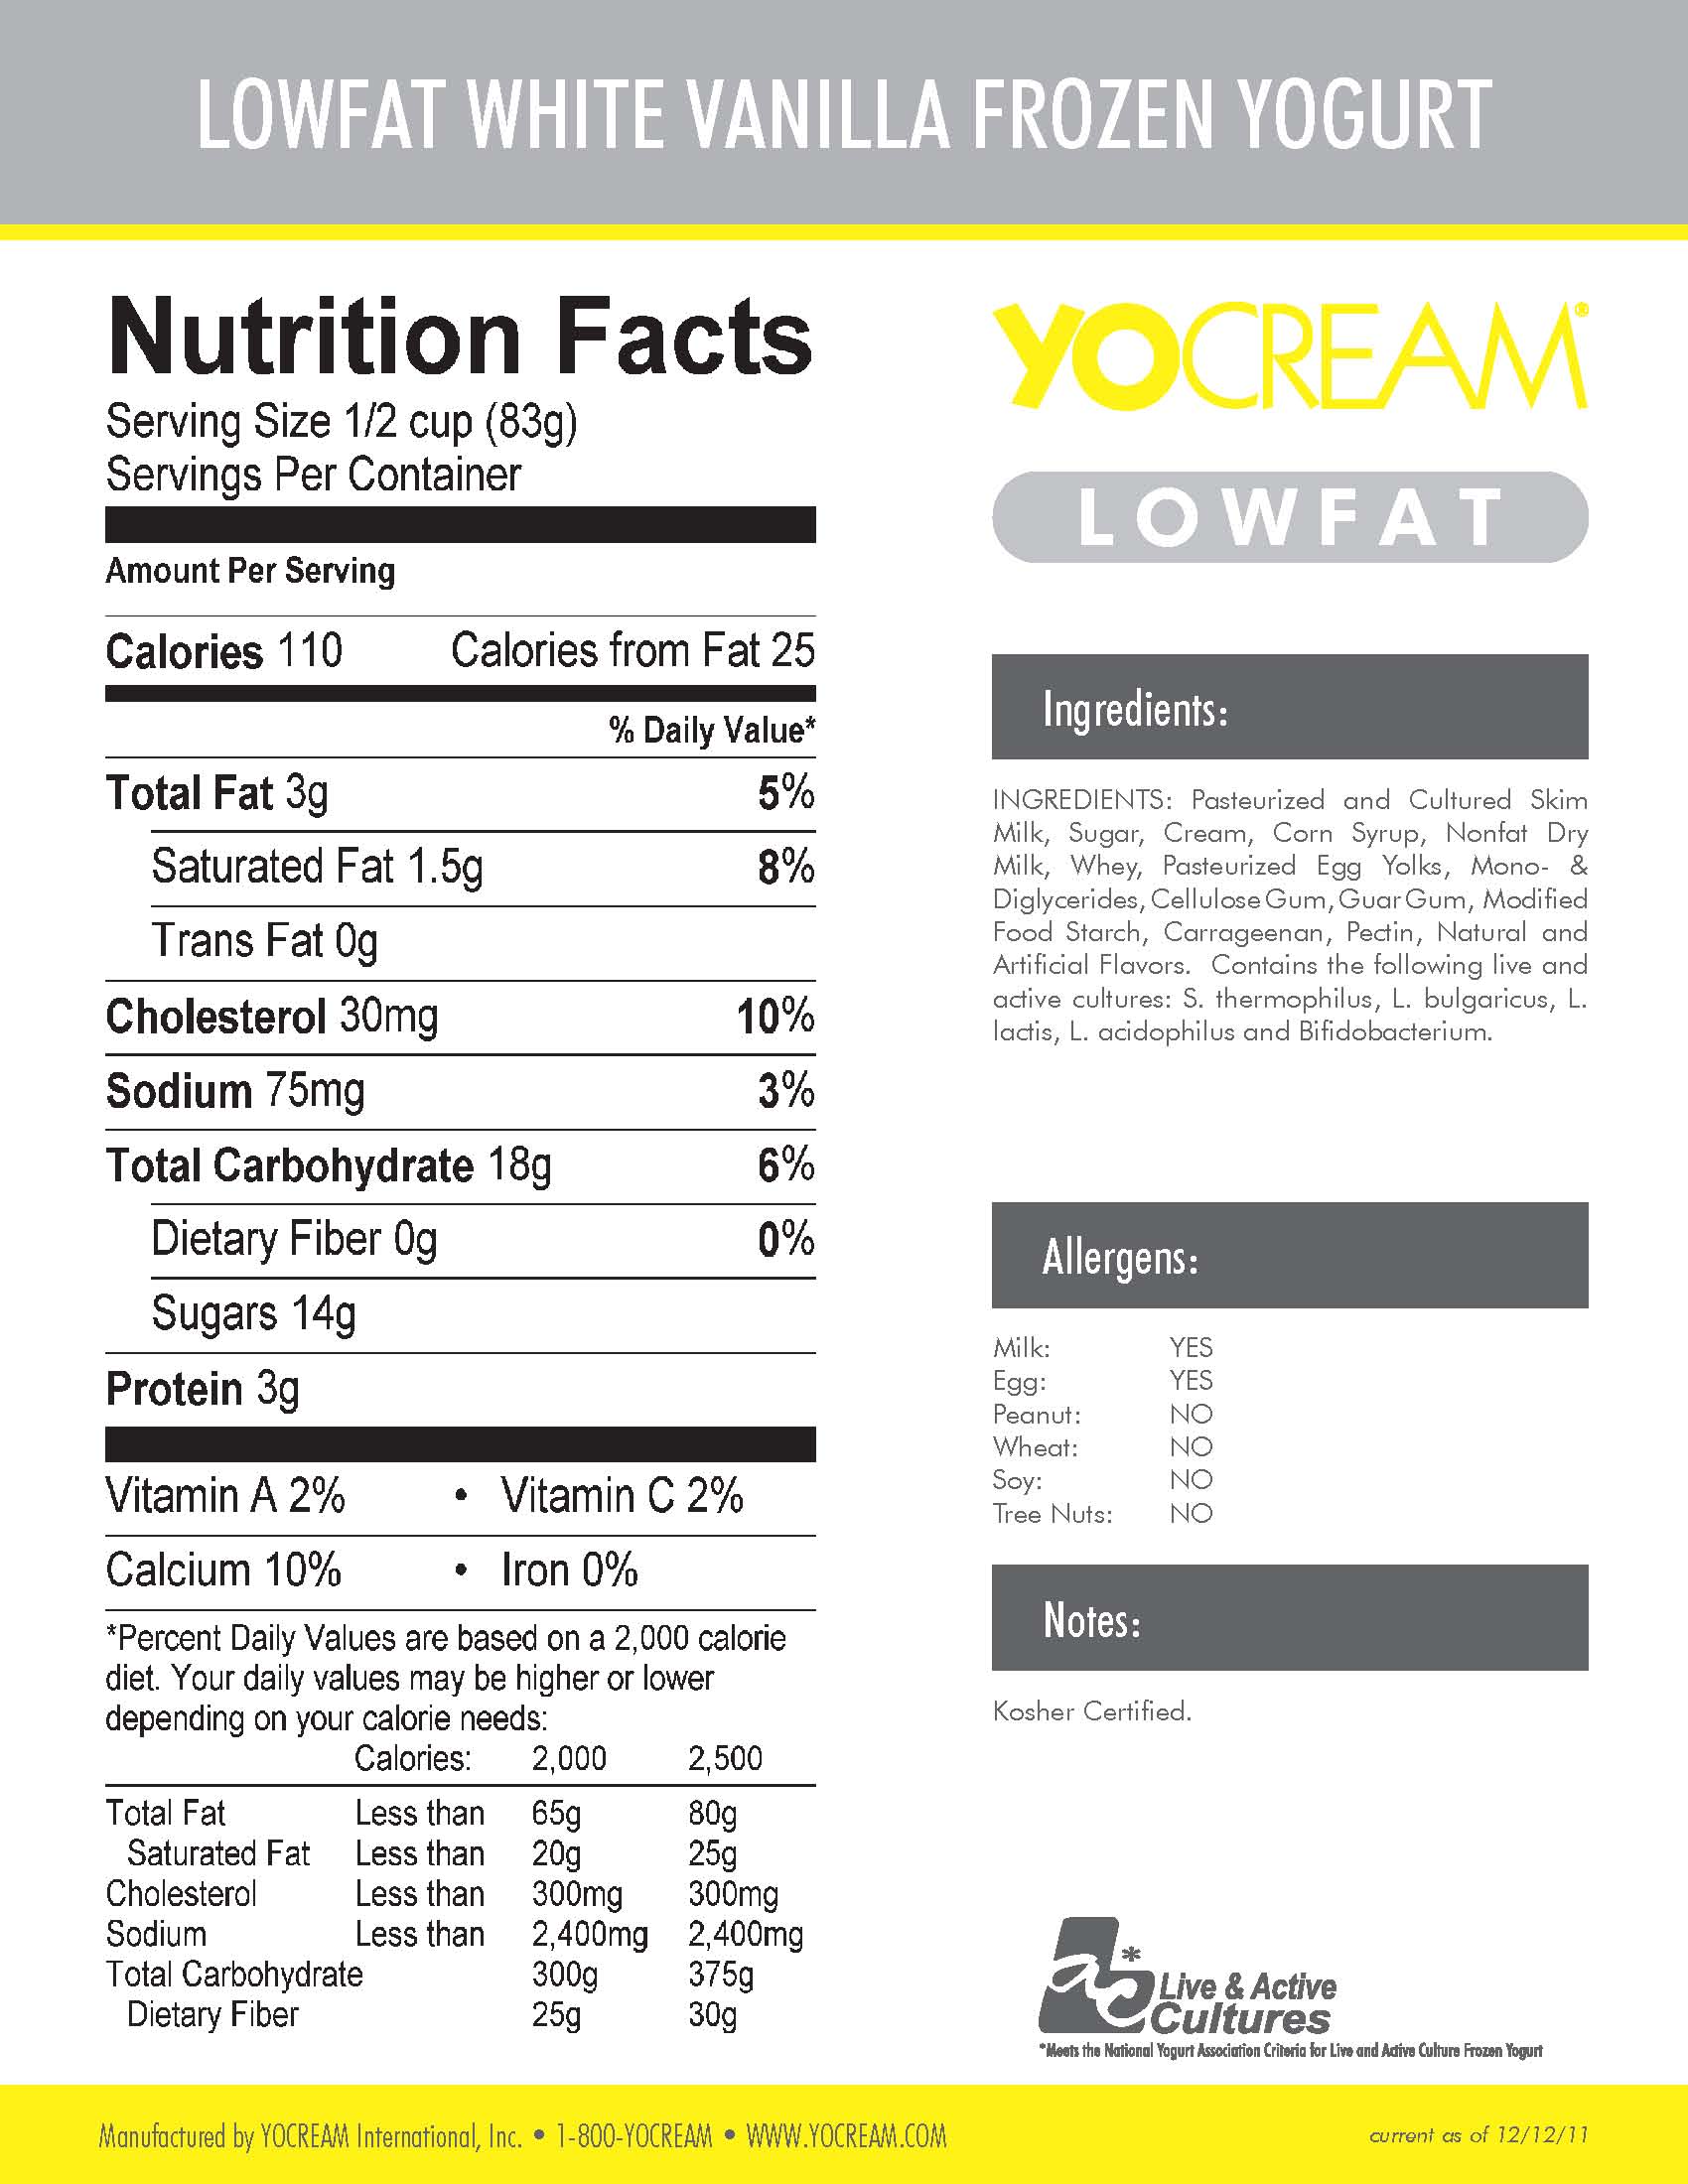 LOWFAT WHITE VANILLA FROZEN YOGURT
Nutrition Facts
Serving Size 1/2 cup (83g)
Servings Per Container
Amount Per Serving
Calories 110 Calories from Fat 25
% Daily Value*
Total Fat 3g 5%
Saturated Fat 1.5g 8%
Trans Fat 0g
Cholesterol 30mg 10%
Sodium 75mg 3%
Total Carbohydrate 18g 6%
Dietary Fiber 0g 0%
Sugars 14g
Protein 3g
Vitamin A 2% • Vitamin C 2%
Calcium 10% • Iron 0%
*Percent Daily Values are based on a 2,000 calorie
diet. Your daily values may be higher or lower
depending on your calorie needs:
Calories: 2,000 2,500
Total Fat Less than 65g 80g
Saturated Fat Less than 20g 25g
Cholesterol Less than 300mg 300mg
Sodium Less than 2,400mg 2,400mg
Total Carbohydrate 300g 375g
Dietary Fiber 25g 30g
YOCREAM®
LOWFAT
Ingredients:
INGREDIENTS: Pasteurized and Cultured Skim
Milk, Sugar, Cream, Corn Syrup, Nonfat Dry
Milk, Whey, Pasteurized Egg Yolks, Mono- &
Diglycerides, Cellulose Gum, Guar Gum, Modified
Food Starch, Carrageenan, Pectin, Natural and
Artificial Flavors. Contains the following live and
active cultures: S. thermophilus, L. bulgaricus, L.
lactis, L. acidophilus and Bifidobacterium.
Allergens:
Milk: YES
Egg: YES
Peanut: NO
Wheat: NO
Soy: NO
Tree Nuts: NO
Notes:
Kosher Certified.
ac*
Live & Active
Cultures
*Meets the National Yogurt Association Criteria for Live and Active Culture Frozen Yogurt
Manufactured by YOCREAM International, Inc. • 1-800-YOCREAM • WWW.YOCREAM.COM
current as of 12/12/11